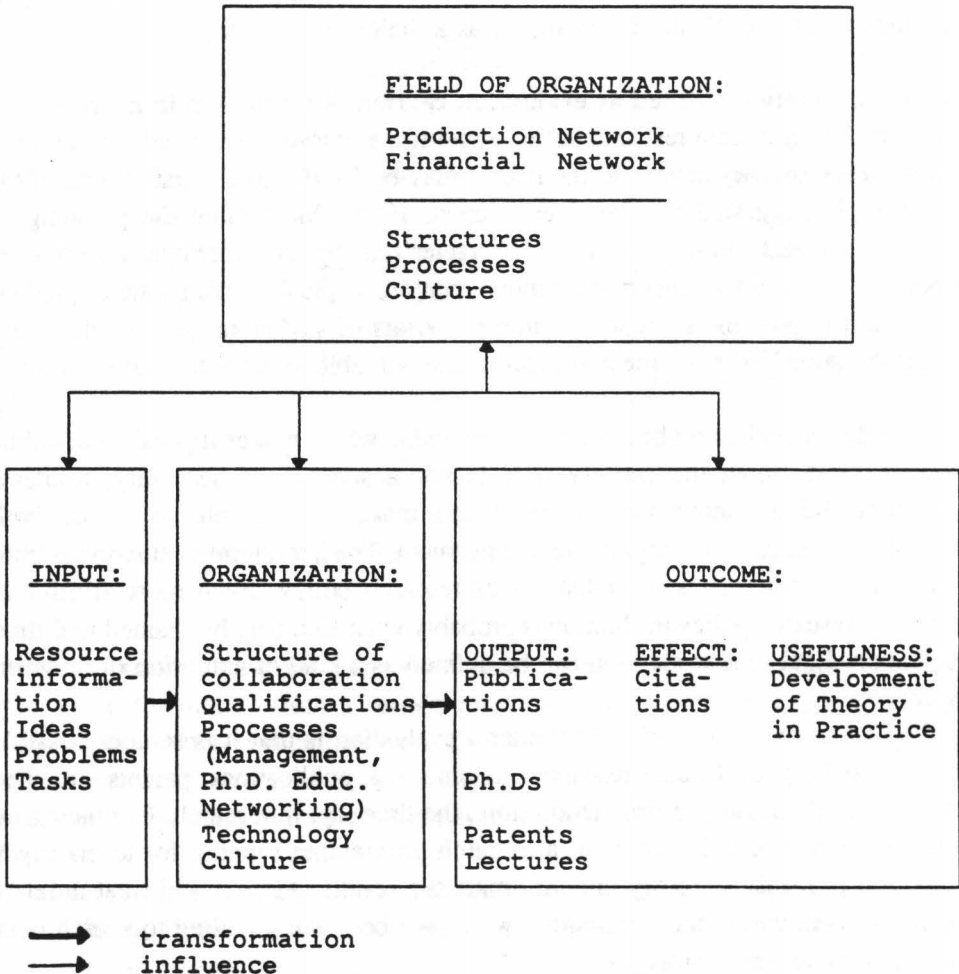 FIELD OF ORGANIZATION:
Production Network
Financial Network
Structures
Processes
Culture
INPUT:
Resource
informa-
tion
Ideas
Problems
Tasks
ORGANIZATION:
Structure of
collaboration
Qualifications
Processes
(Management,
Ph.D Educ.
Networking)
Technology
Culture
OUTCOME:
OUTPUT:
Publica-
tions
Ph.Ds
Patents
Lectures
EFFECT:
Cita-
tions
USEFULNESS:
Development
of Theory
in Practice
transformation
influence